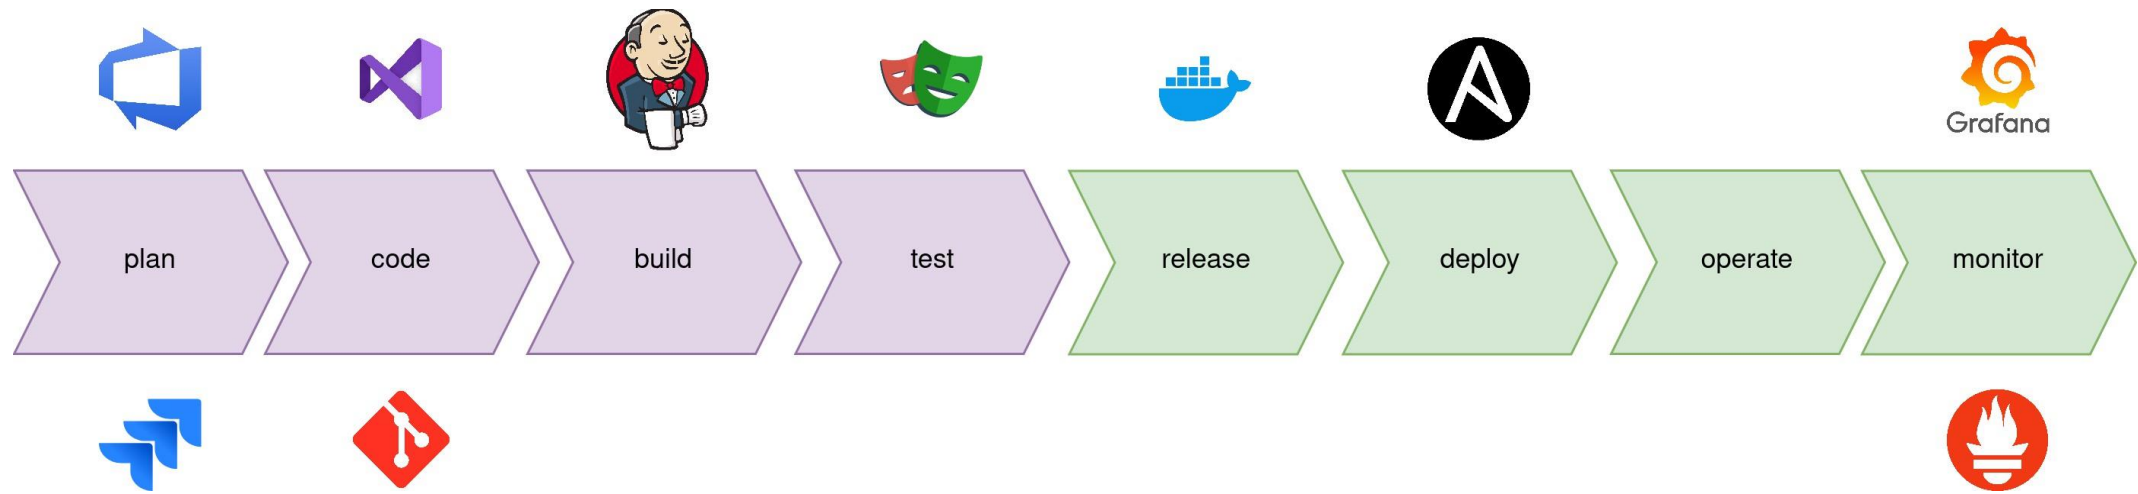 Grafana
plan
code
build
test
release
deploy
operate
monitor